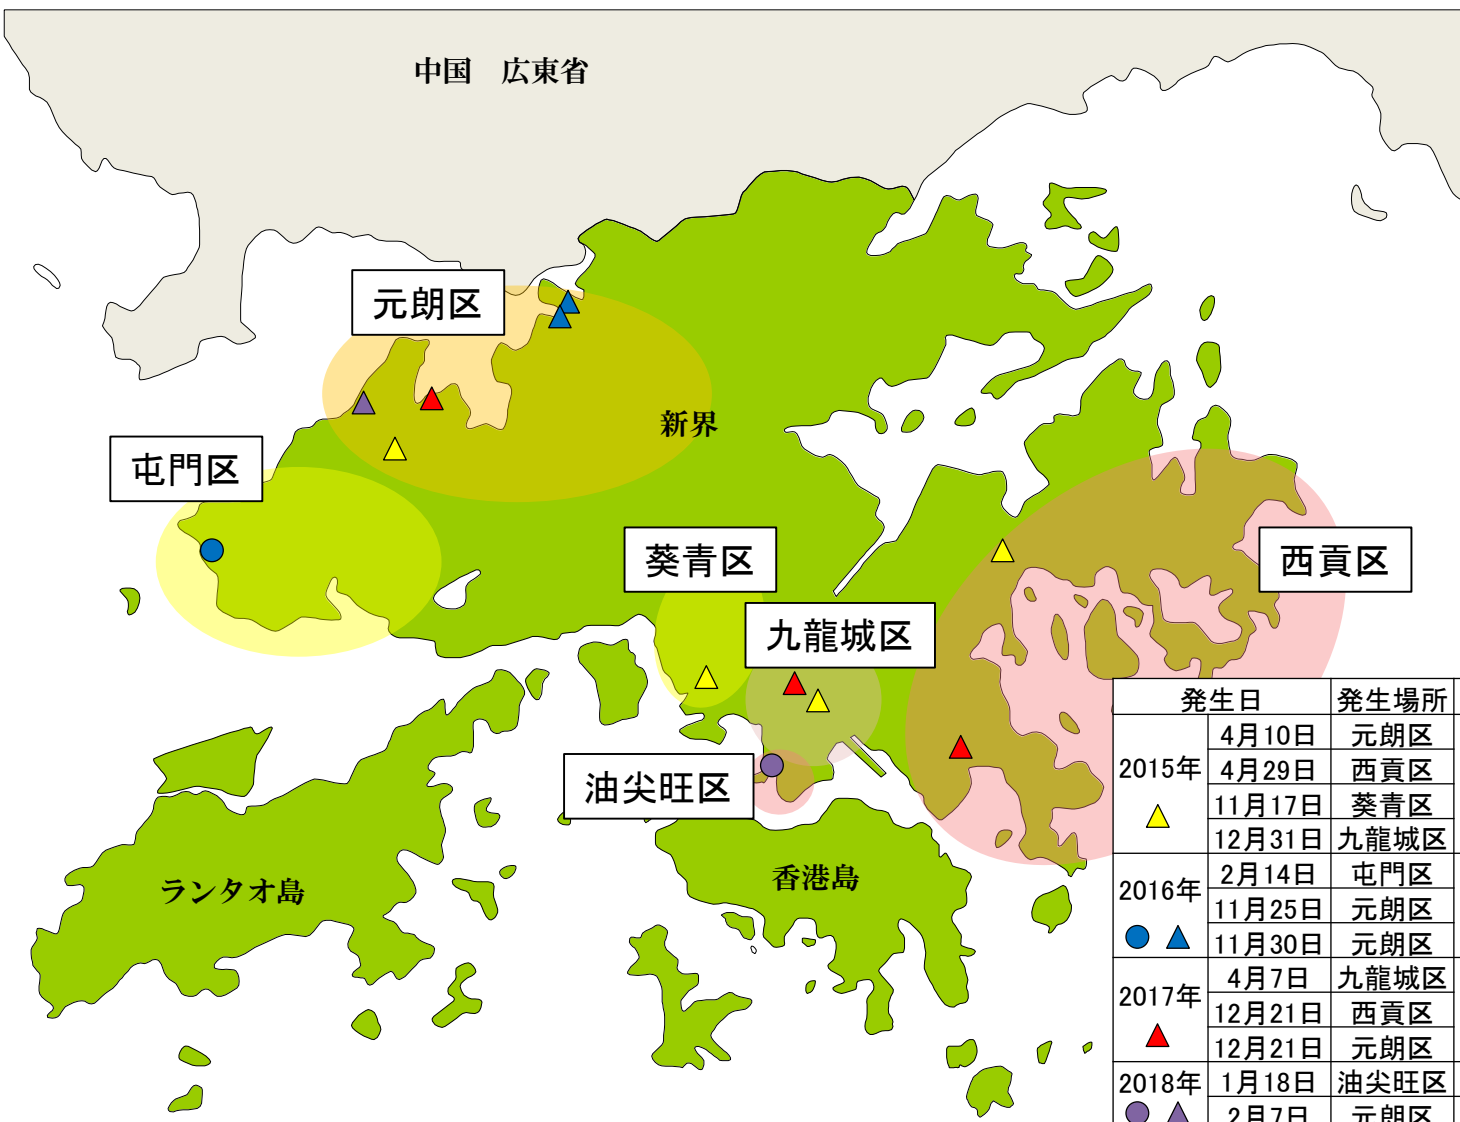 中国　広東省
元朗区
新界
屯門区
葵青区
西貢区
九龍城区
油尖旺区
香港島
ランタオ島
発生日 発生場所
2015年 4月10日 元朗区
4月29日 西貢区
11月17日 葵青区
12月31日 九龍城区
2016年 2月14日 屯門区
11月25日 元朗区
11月30日 元朗区
2017年 4月7日 九龍城区
12月21日 西貢区
12月21日 元朗区
2018年 1月18日 油尖旺区
2月7日 元朗区